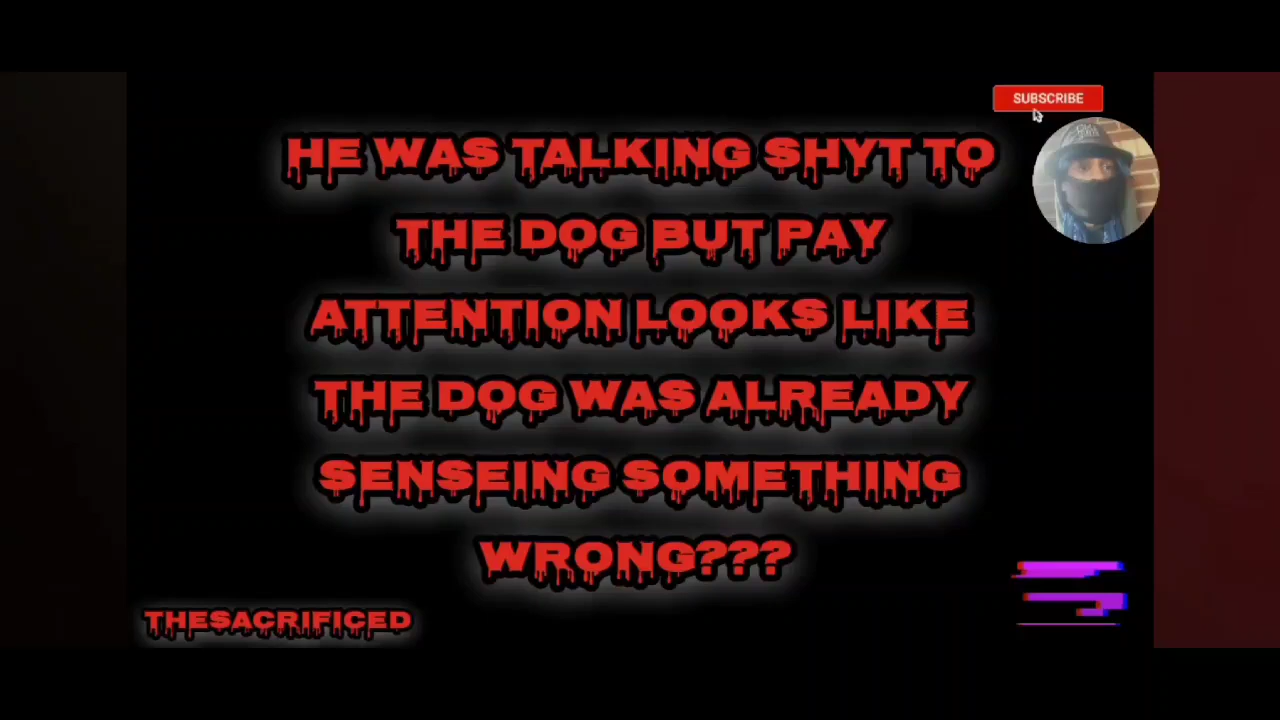 SUBSCRIBE
HE WAS TALKING SHYT TO
THE DOG BUT PAY
ATTENTION LOOKS LIKE
THE DOG WAS ALREADY
SENSEING SOMETHING
WRONG???
THESACRIFICED